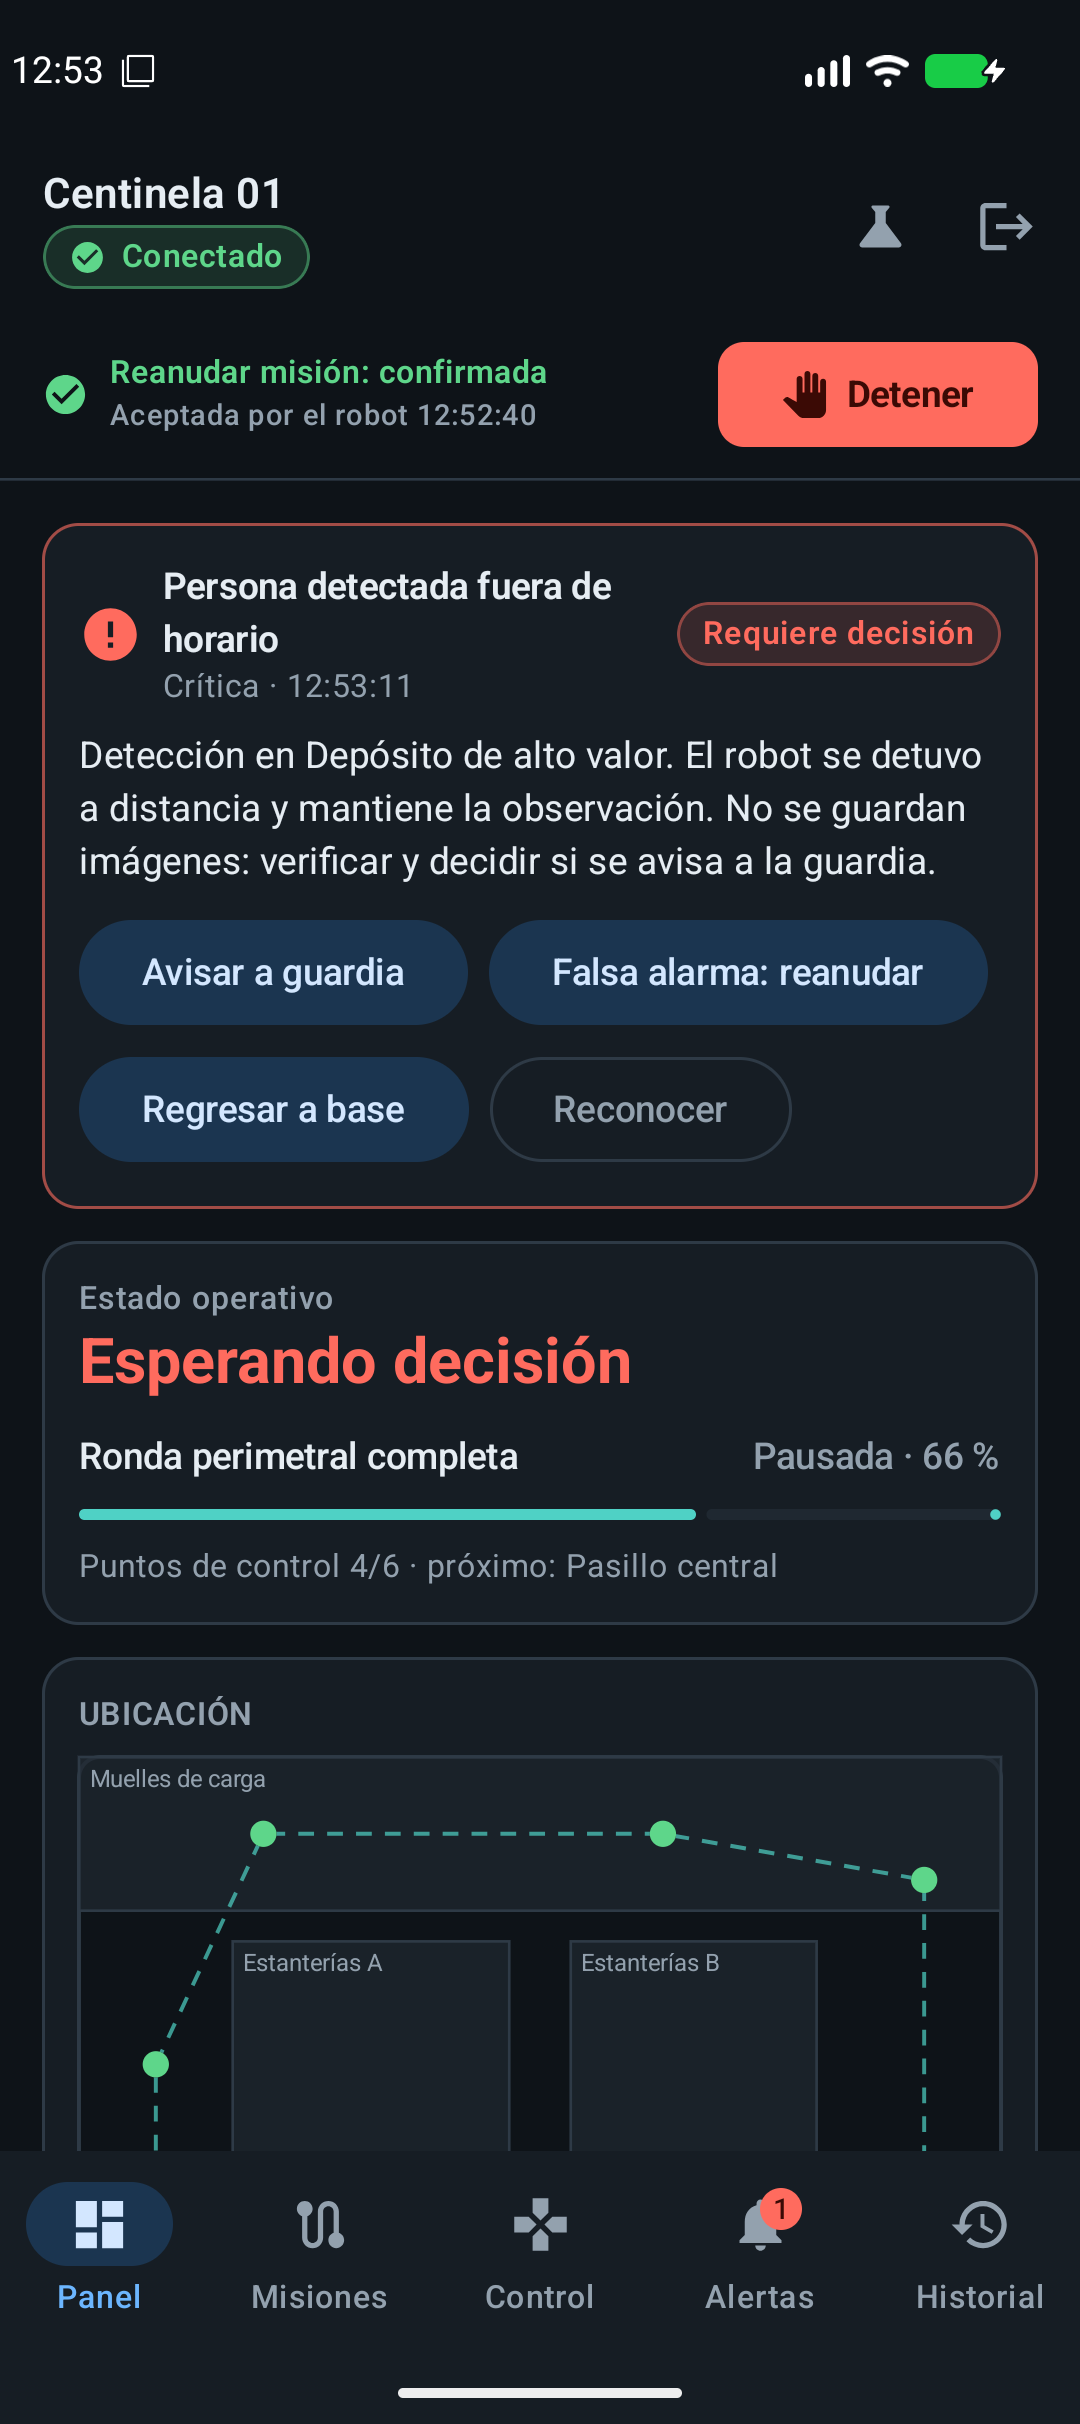 12:53
Centinela 01
Conectado
Reanudar misión: confirmada
Aceptada por el robot 12:52:40
Detener
Persona detectada fuera de
horario
Crítica · 12:53:11
Requiere decisión
Detección en Depósito de alto valor. El robot se detuvo
a distancia y mantiene la observación. No se guardan
imágenes: verificar y decidir si se avisa a la guardia.
Avisar a guardia
Falsa alarma: reanudar
Regresar a base
Reconocer
Estado operativo
Esperando decisión
Ronda perimetral completa
Pausada · 66 %
Puntos de control 4/6 · próximo: Pasillo central
UBICACIÓN
Muelles de carga
Estanterías A
Estanterías B
1
Panel
Misiones
Control
Alertas
Historial